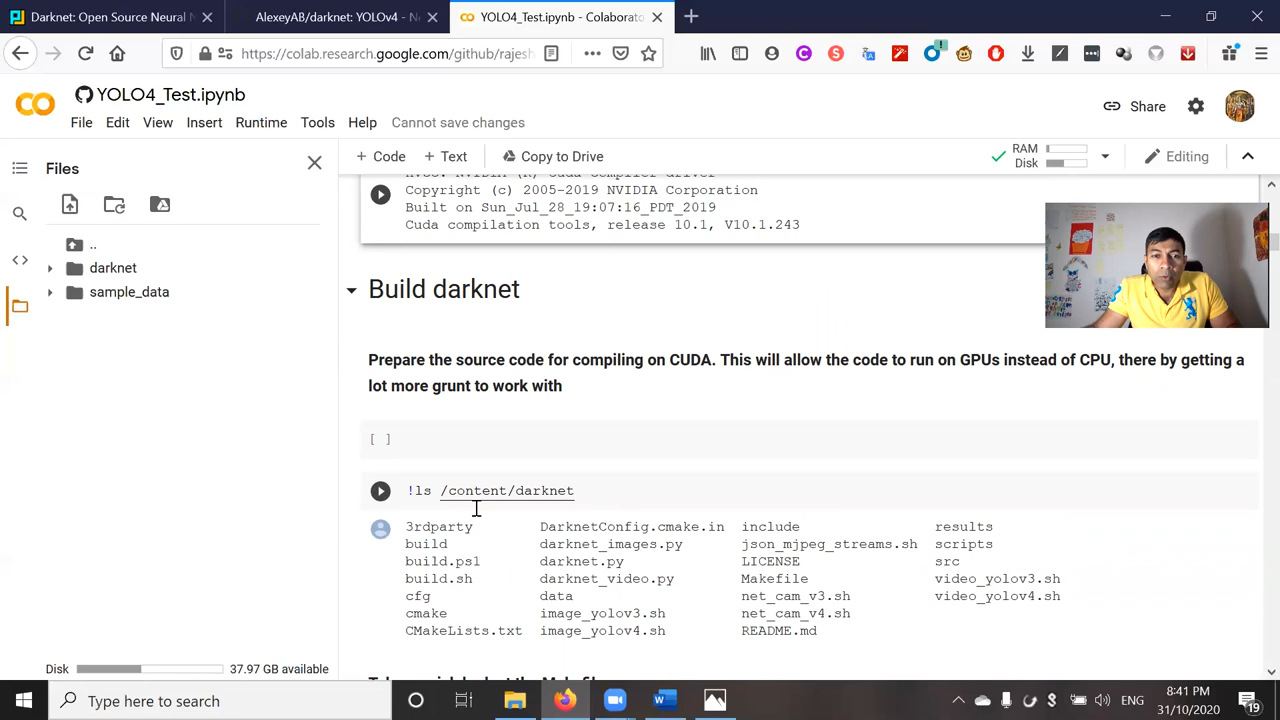 Darknet: Open Source Neural N
AlexeyAB/darknet: YOLOv4 - Ne
YOLO4_Test.ipynb - Colaborato
https://colab.research.google.com/github/rajesh
YOLO4_Test.ipynb
File Edit View Insert Runtime Tools Help Cannot save changes
Share
Files
+ Code + Text Copy to Drive
RAM
Disk
Editing
..
darknet
sample_data
nvcc: NVIDIA (R) Cuda compiler driver
Copyright (c) 2005-2019 NVIDIA Corporation
Built on Sun_Jul_28_19:07:16_PDT_2019
Cuda compilation tools, release 10.1, V10.1.243
Build darknet
Prepare the source code for compiling on CUDA. This will allow the code to run on GPUs instead of CPU, there by getting a
lot more grunt to work with
[ ]
!ls /content/darknet
3rdparty DarknetConfig.cmake.in include results
build darknet_images.py json_mjpeg_streams.sh scripts
build.ps1 darknet.py LICENSE src
build.sh darknet_video.py Makefile video_yolov3.sh
cfg data net_cam_v3.sh video_yolov4.sh
cmake image_yolov3.sh net_cam_v4.sh
CMakeLists.txt image_yolov4.sh README.md
Disk 37.97 GB available
Type here to search
ENG
8:41 PM
31/10/2020
19